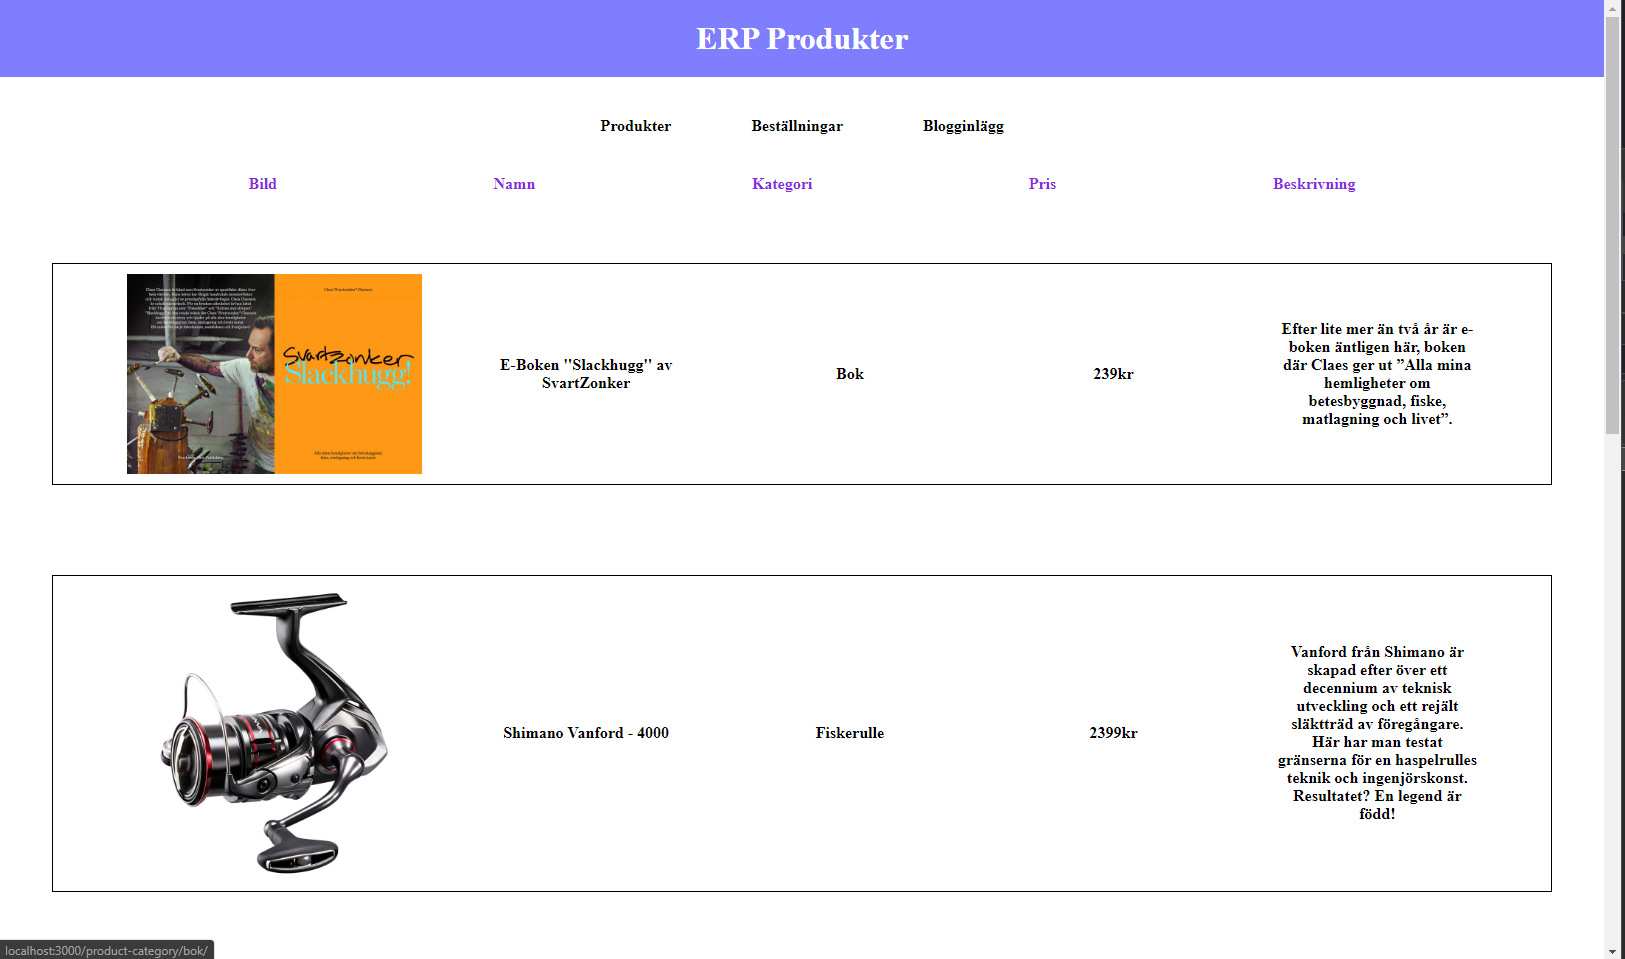 ERP Produkter
Produkter Beställningar Blogginlägg
Bild Namn Kategori Pris Beskrivning
SvartZonker
Slackhugg!
E-Boken "Slackhugg" av
SvartZonker
Bok
239kr
Efter lite mer än två år är e-
boken äntligen här, boken
där Claes ger ut ”Alla mina
hemligheter om
betesbyggnad, fiske,
matlagning och livet”.
Shimano Vanford - 4000
Fiskerulle
2399kr
Vanford från Shimano är
skapad efter över ett
decennium av teknisk
utveckling och ett rejält
släktträd av föregångare.
Här har man testat
gränserna för en haspelrulles
teknik och ingenjörskonst.
Resultatet? En legend är
född!
localhost:3000/product-category/bok/